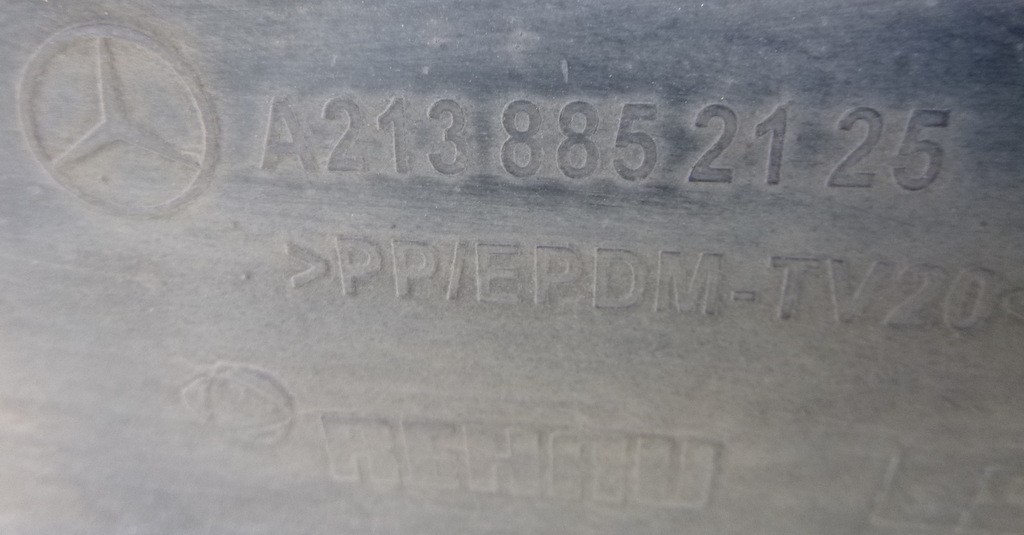 A 213 885 21 25
>PP/EPDM-TV20<
REHAU